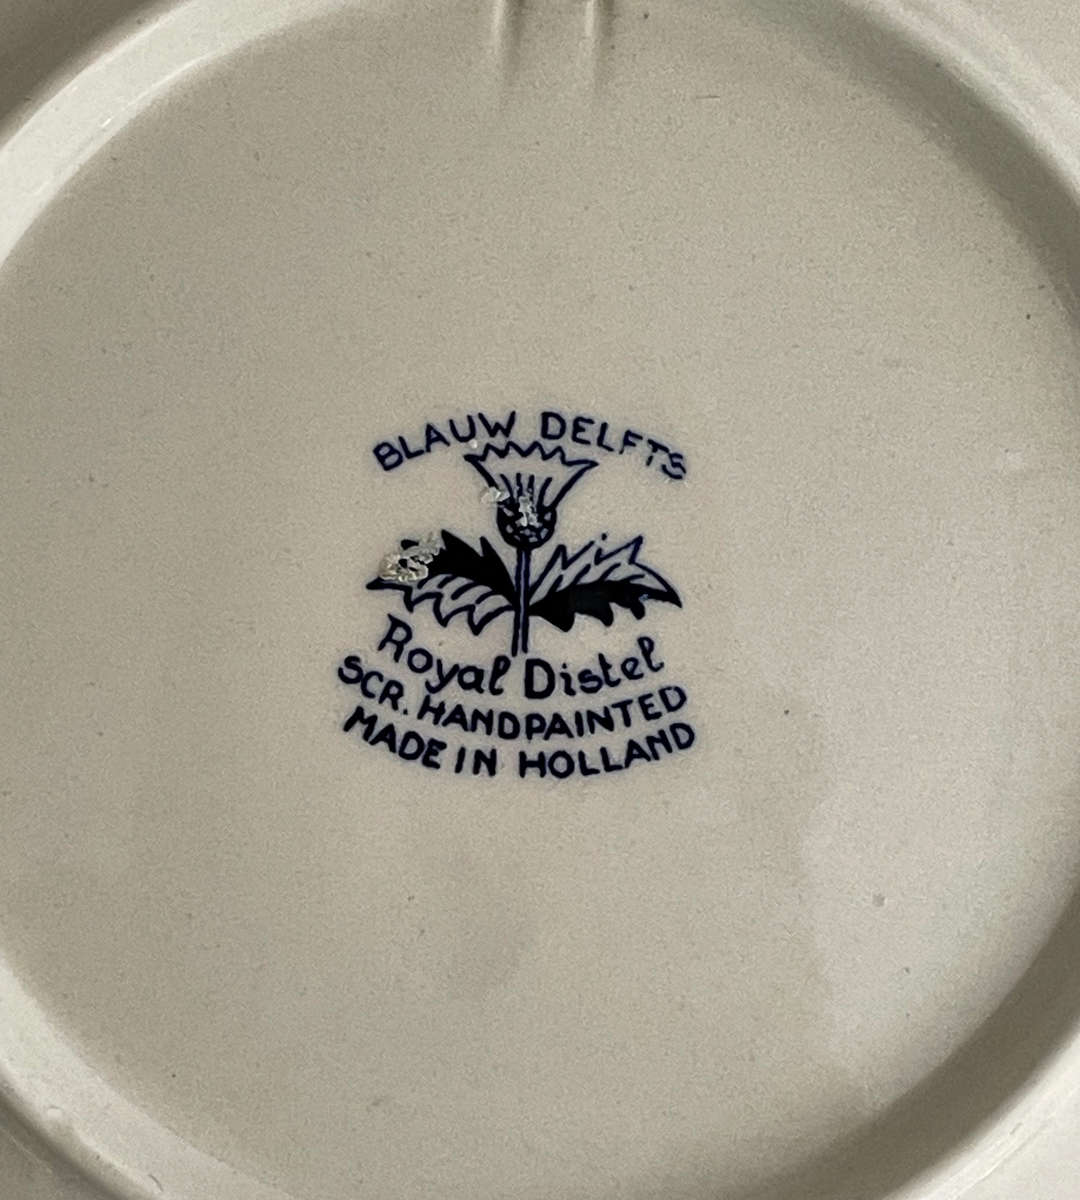 BLAUW DELFTS
Royal Distel
SCR. HANDPAINTED
MADE IN HOLLAND